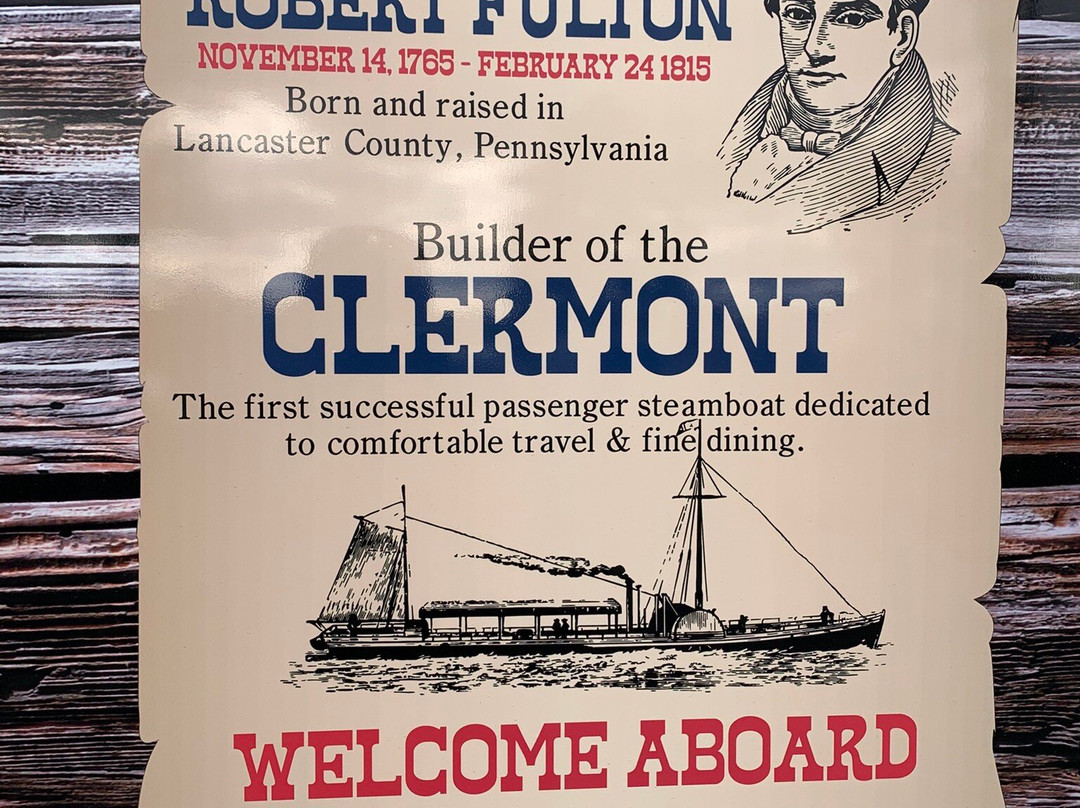 ROBERT FULTON
NOVEMBER 14, 1765 - FEBRUARY 24 1815
Born and raised in
Lancaster County, Pennsylvania
Builder of the
CLERMONT
The first successful passenger steamboat dedicated
to comfortable travel & fine dining.
WELCOME ABOARD